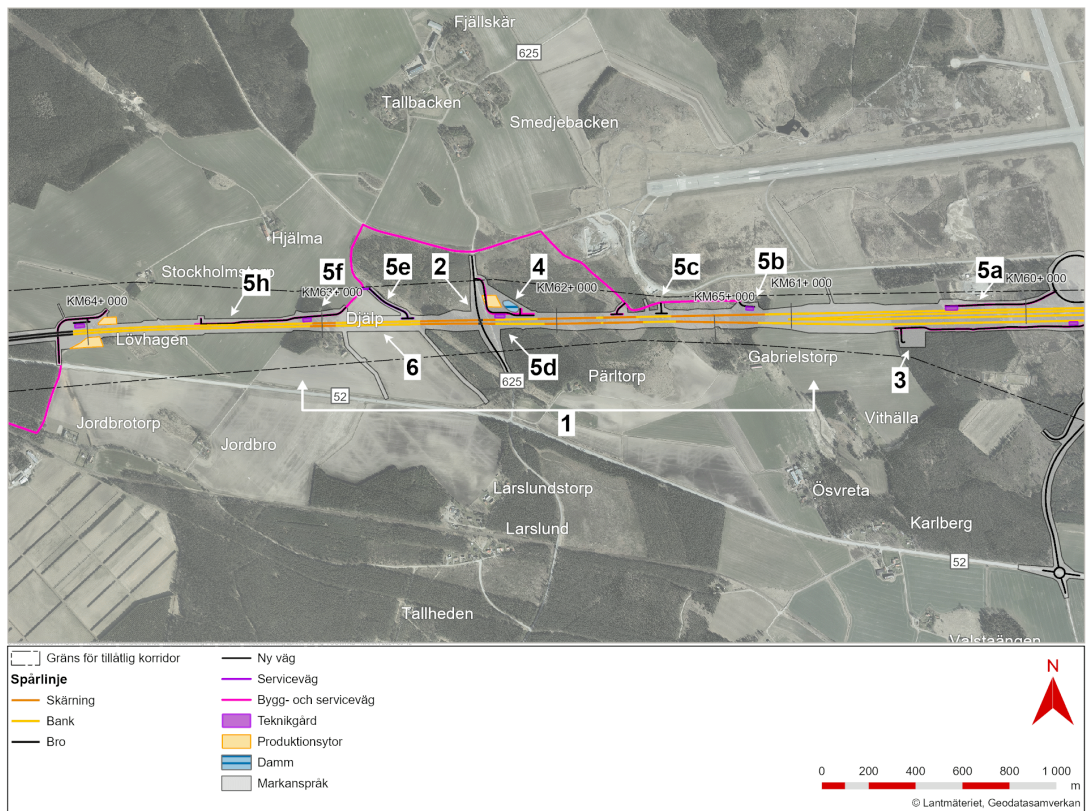 Fjällskär
625
Tallbacken
Smedjebacken
Hjälma
Stockholmstorp
5h
5f
5e
2
4
5c
5b
5a
KM64+ 000
KM63+ 000
KM62+ 000
KM65+ 000
KM61+ 000
KM60+ 000
Djälp
Lövhagen
6
5d
Gabrielstorp
3
Pärltorp
625
52
1
Vithälla
Jordbrotorp
Jordbro
Larslundstorp
Ösvreta
Larslund
Karlberg
52
Tallheden
Valstaängen
Gräns för tillåtlig korridor
Spårlinje
Skärning
Bank
Bro
Ny väg
Serviceväg
Bygg- och serviceväg
Teknikgård
Produktionsytor
Damm
Markanspråk
N
0 200 400 600 800 1 000
m
© Lantmäteriet, Geodatasamverkan